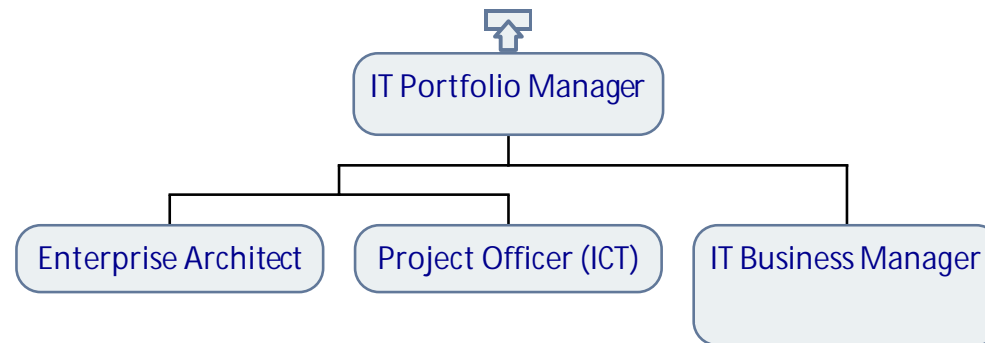 IT Portfolio Manager
Enterprise Architect
Project Officer (ICT)
IT Business Manager